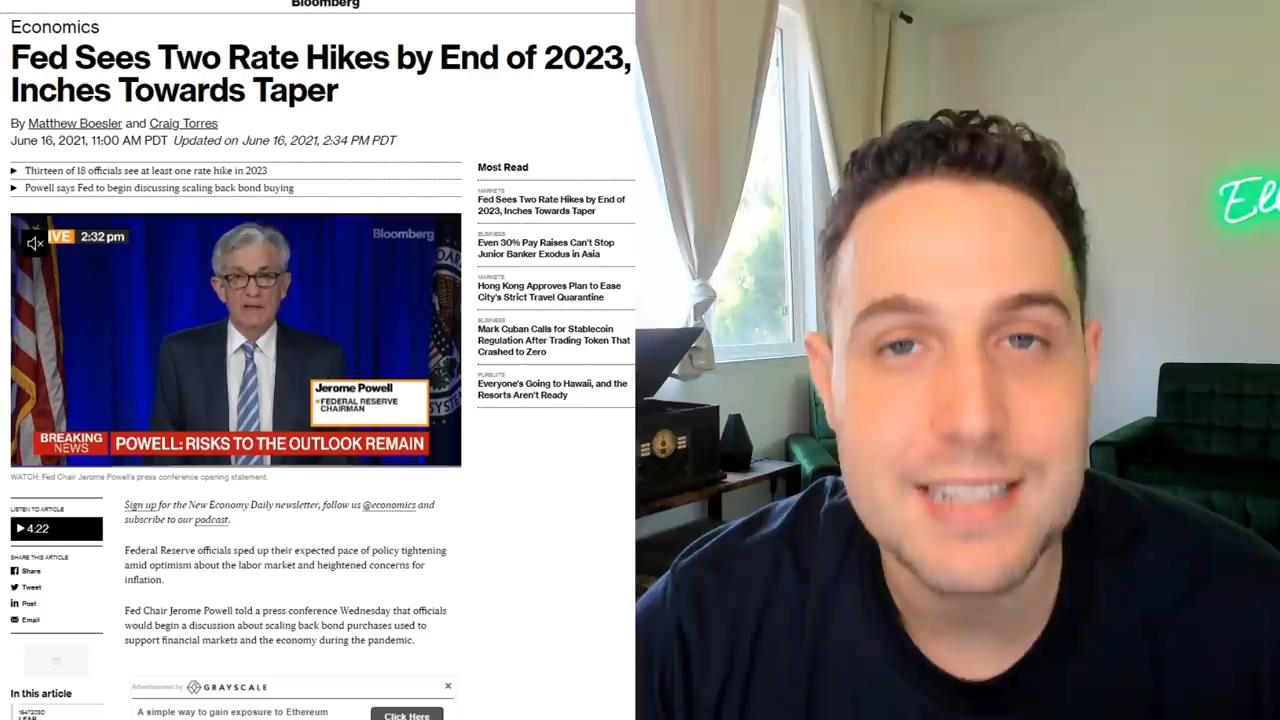 Bloomberg
Economics
Fed Sees Two Rate Hikes by End of 2023,
Inches Towards Taper
By Matthew Boesler and Craig Torres
June 16, 2021, 11:00 AM PDT Updated on June 16, 2021, 2:34 PM PDT
Thirteen of 18 officials see at least one rate hike in 2023
Powell says Fed to begin discussing scaling back bond buying
IVE 2:32 pm
Bloomberg
Jerome Powell
FEDERAL RESERVE
CHAIRMAN
BREAKING
NEWS
POWELL: RISKS TO THE OUTLOOK REMAIN
WATCH: Fed Chair Jerome Powell's press conference opening statement.
Most Read
MARKETS
Fed Sees Two Rate Hikes by End of
2023, Inches Towards Taper
BUSINESS
Even 30% Pay Raises Can't Stop
Junior Banker Exodus in Asia
MARKETS
Hong Kong Approves Plan to Ease
City's Strict Travel Quarantine
BUSINESS
Mark Cuban Calls for Stablecoin
Regulation After Trading Token That
Crashed to Zero
PURSUITS
Everyone's Going to Hawaii, and the
Resorts Aren't Ready
LISTEN TO ARTICLE
4:22
SHARE THIS ARTICLE
Share
Tweet
Post
Email
In this article
LEAR
Sign up for the New Economy Daily newsletter, follow us @economics and
subscribe to our podcast.
Federal Reserve officials sped up their expected pace of policy tightening
amid optimism about the labor market and heightened concerns for
inflation.
Fed Chair Jerome Powell told a press conference Wednesday that officials
would begin a discussion about scaling back bond purchases used to
support financial markets and the economy during the pandemic.
Advertisement by
GRAYSCALE
A simple way to gain exposure to Ethereum
Click Here